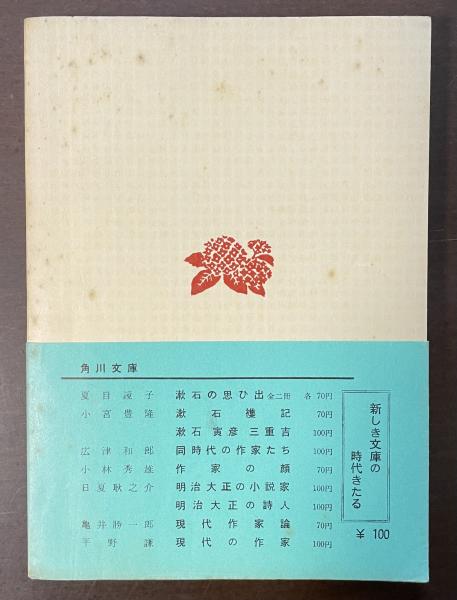 角川文庫
夏目漱子 漱石の思ひ出 全二冊 各70円
小宮豊隆 漱石襍記 70円
漱石寅彦三重吉 100円
広津和郎 同時代の作家たち 100円
小林秀雄 作家の顔 70円
日夏耿之介 明治大正の小説家 100円
明治大正の詩人 100円
亀井勝一郎 現代作家論 70円
平野謙 現代の作家 100円
新しき文庫の
時代きたる
¥100